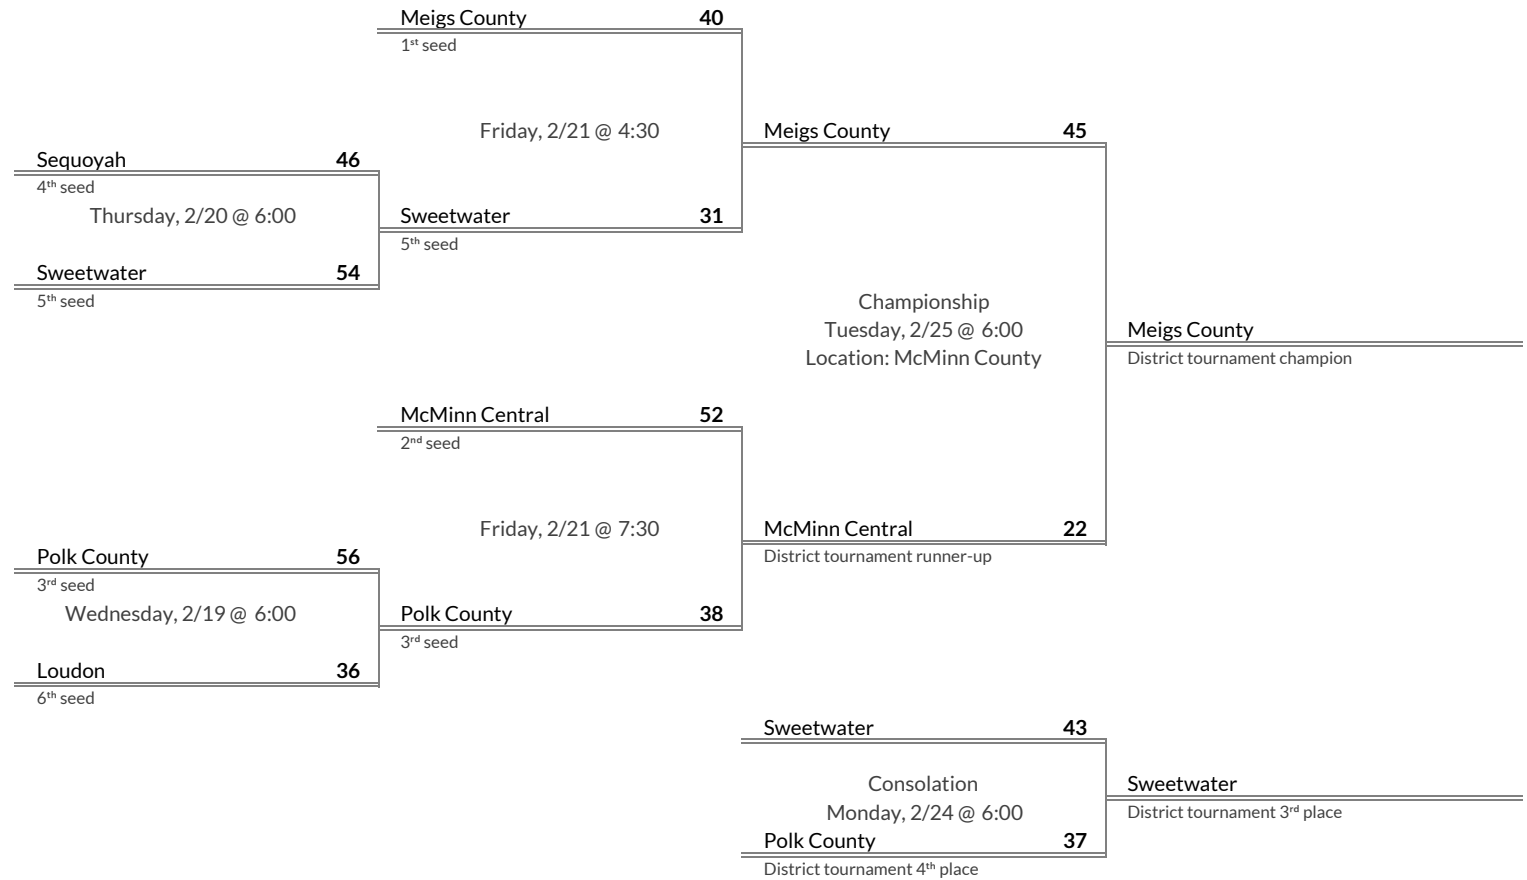 Meigs County 40
1st seed
Friday, 2/21 @ 4:30
Meigs County 45
Sequoyah 46
4th seed
Thursday, 2/20 @ 6:00
Sweetwater 31
5th seed
Sweetwater 54
5th seed
Championship
Tuesday, 2/25 @ 6:00
Location: McMinn County
Meigs County
District tournament champion
McMinn Central 52
2nd seed
Friday, 2/21 @ 7:30
McMinn Central 22
District tournament runner-up
Polk County 56
3rd seed
Wednesday, 2/19 @ 6:00
Polk County 38
3rd seed
Loudon 36
6th seed
Sweetwater 43
Consolation
Monday, 2/24 @ 6:00
Sweetwater
District tournament 3rd place
Polk County 37
District tournament 4th place